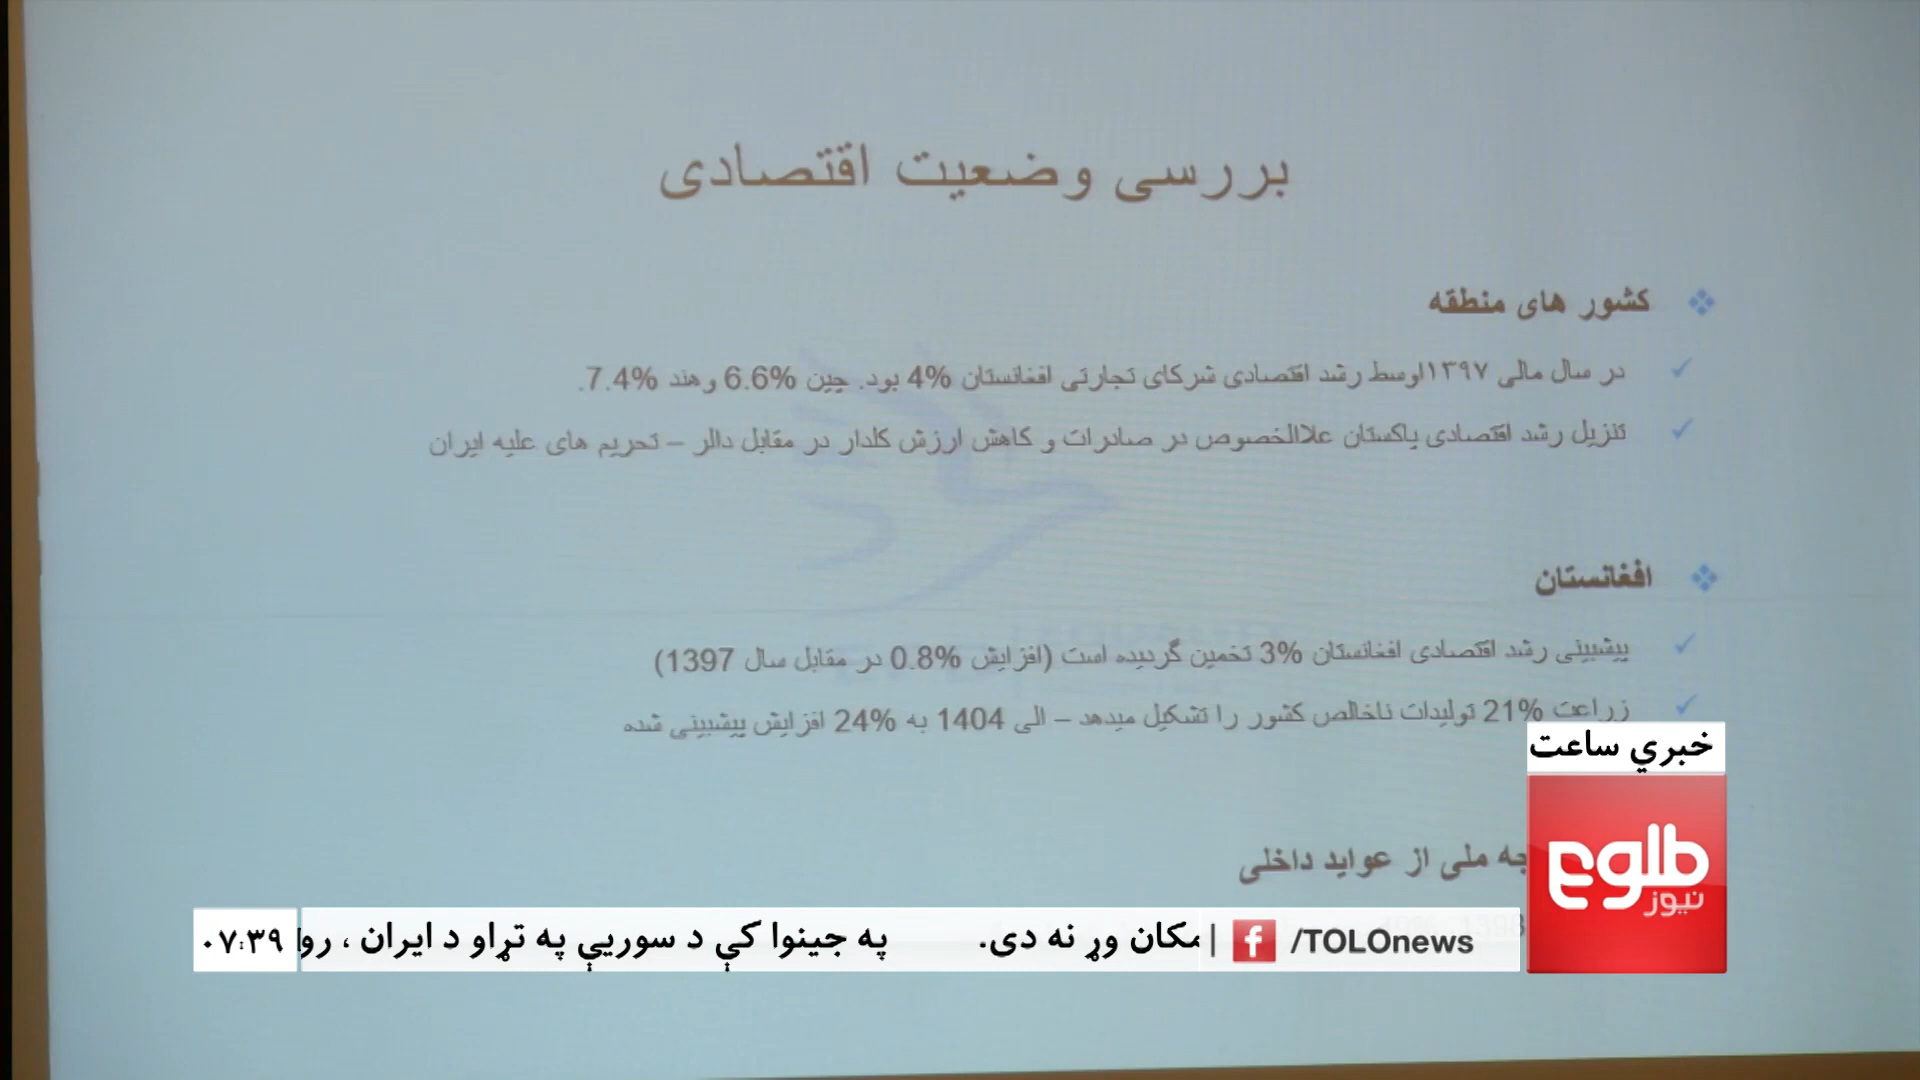 بررسی وضعیت اقتصادی
کشور های منطقه
در سال مالی ۱۳۹۷اوسط رشد اقتصادی شرکای تجارتی افغانستان 4% بود. چین 6.6% و هند 7.4%.
تنزیل رشد اقتصادی پاکستان علاالخصوص در صادرات و کاهش ارزش کلدار در مقابل دالر – تحریم های علیه ایران
افغانستان
پیشبینی رشد اقتصادی افغانستان 3% تخمین گردیده است (افزایش 0.8% در مقابل سال 1397)
زراعت 21% تولیدات ناخالص کشور را تشکیل میدهد – الی 1404 به 24% افزایش پیشبینی شده
جه ملی از عواید داخلی
خبري ساعت
طلوع
نیوز
/TOLOnews
مکان وړ نه دی. په جینوا کې د سوریې په تړاو د ایران ، رو
۰۷:۳۹